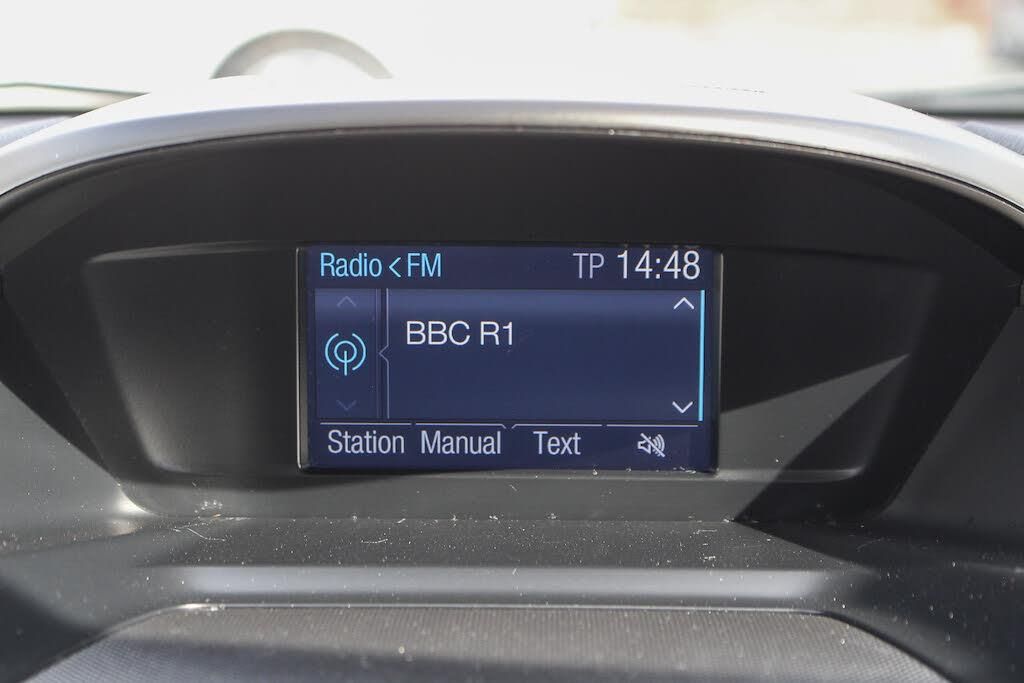 Radio < FM TP 14:48
BBC R1
Station Manual Text